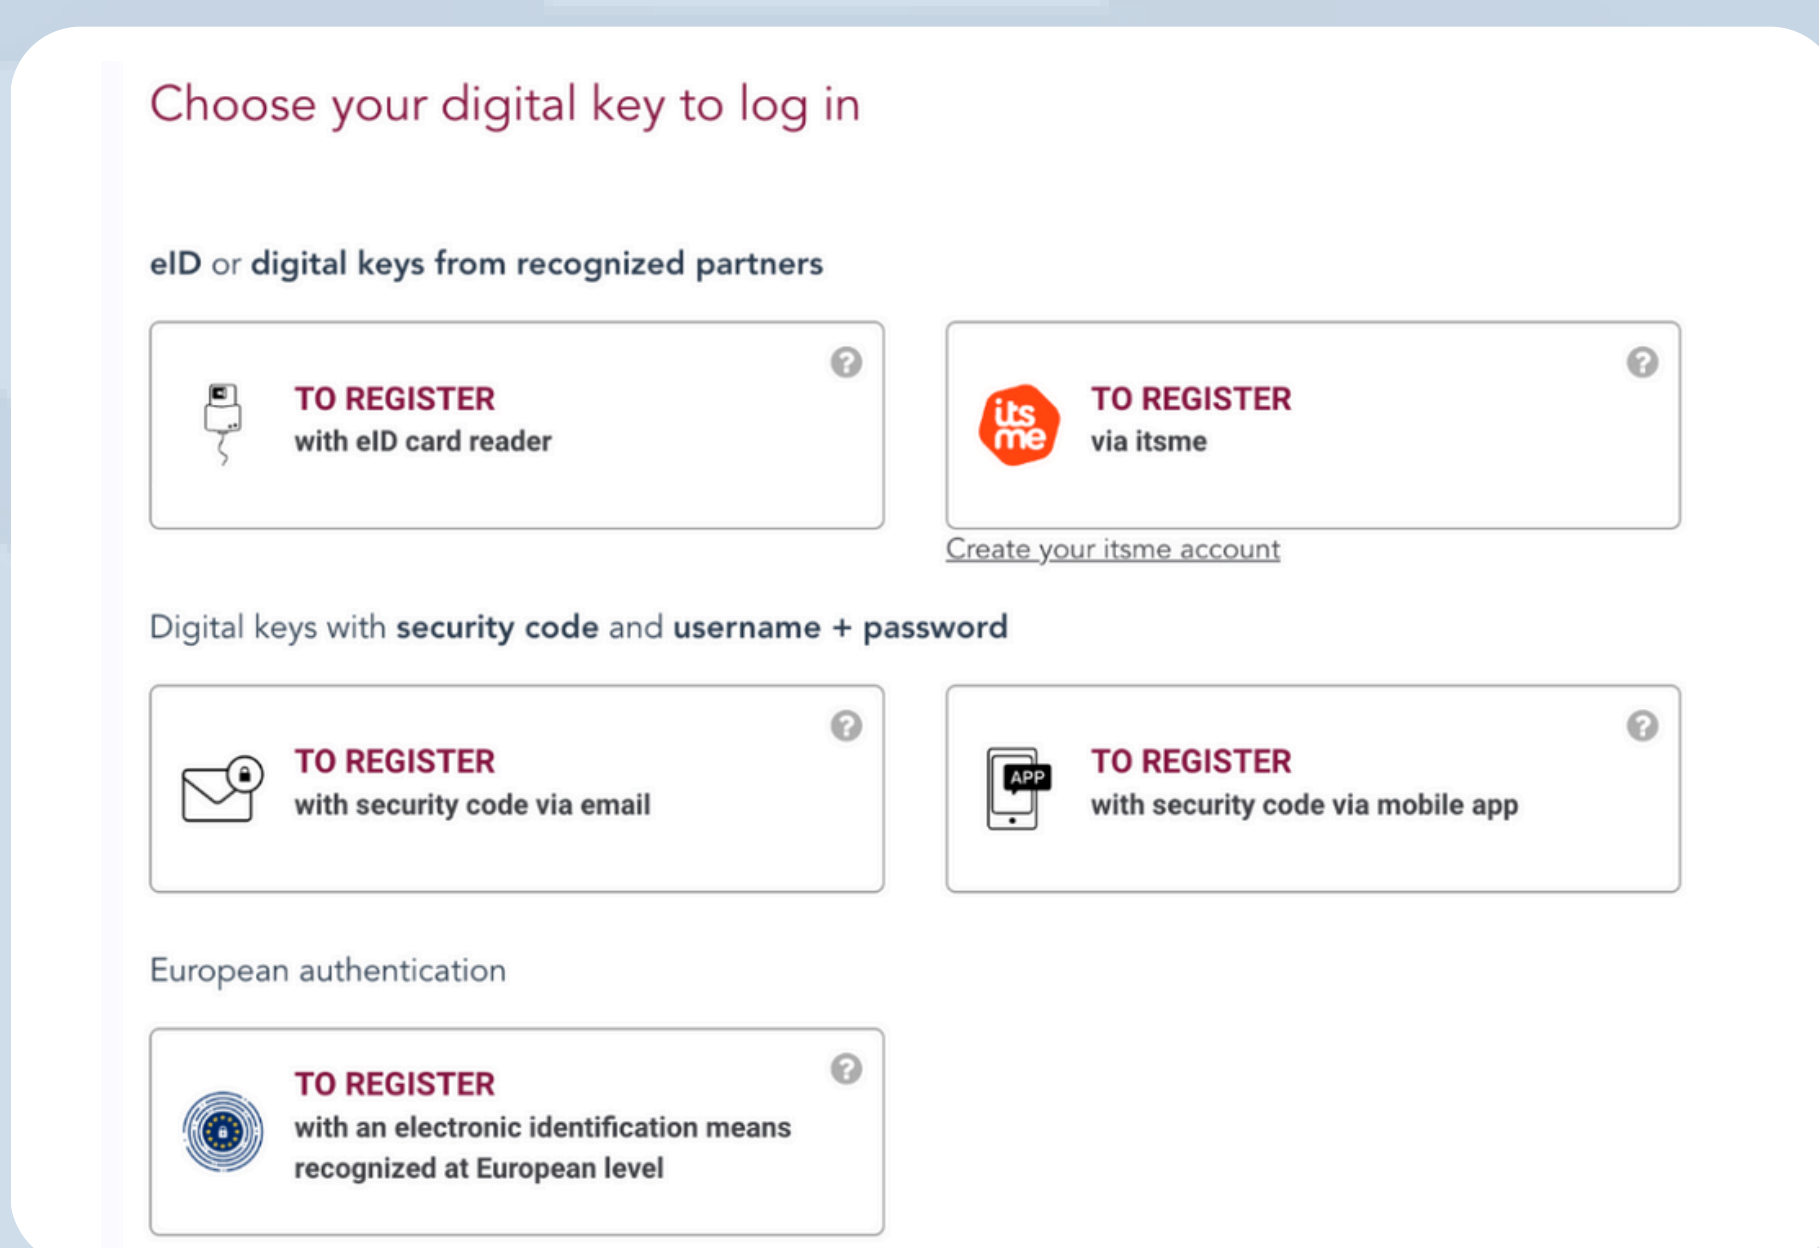 Choose your digital key to log in
eID or digital keys from recognized partners
?
TO REGISTER
with eID card reader
its
me
?
TO REGISTER
via itsme
Create your itsme account
Digital keys with security code and username + password
?
TO REGISTER
with security code via email
?
APP
TO REGISTER
with security code via mobile app
European authentication
?
TO REGISTER
with an electronic identification means
recognized at European level